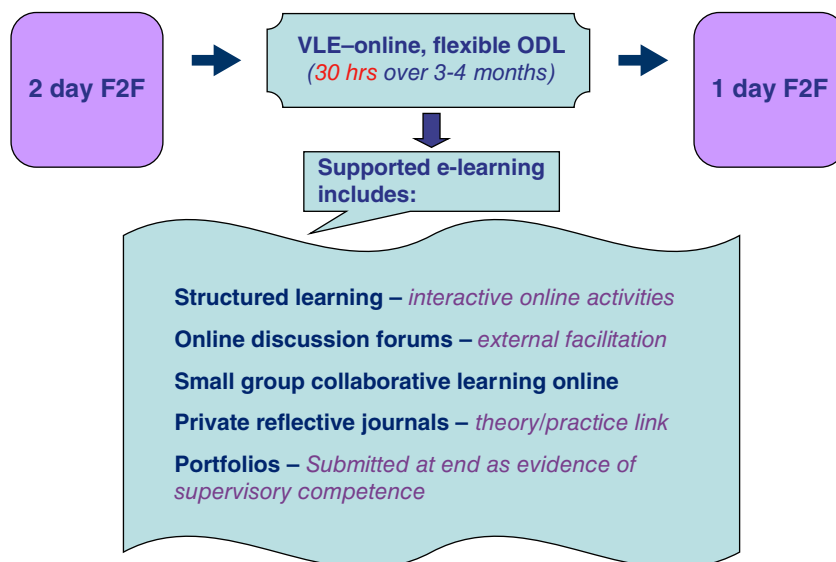 2 day F2F
VLE–online, flexible ODL
(30 hrs over 3-4 months)
1 day F2F
Supported e-learning
includes:
Structured learning – interactive online activities
Online discussion forums – external facilitation
Small group collaborative learning online
Private reflective journals – theory/practice link
Portfolios – Submitted at end as evidence of
supervisory competence